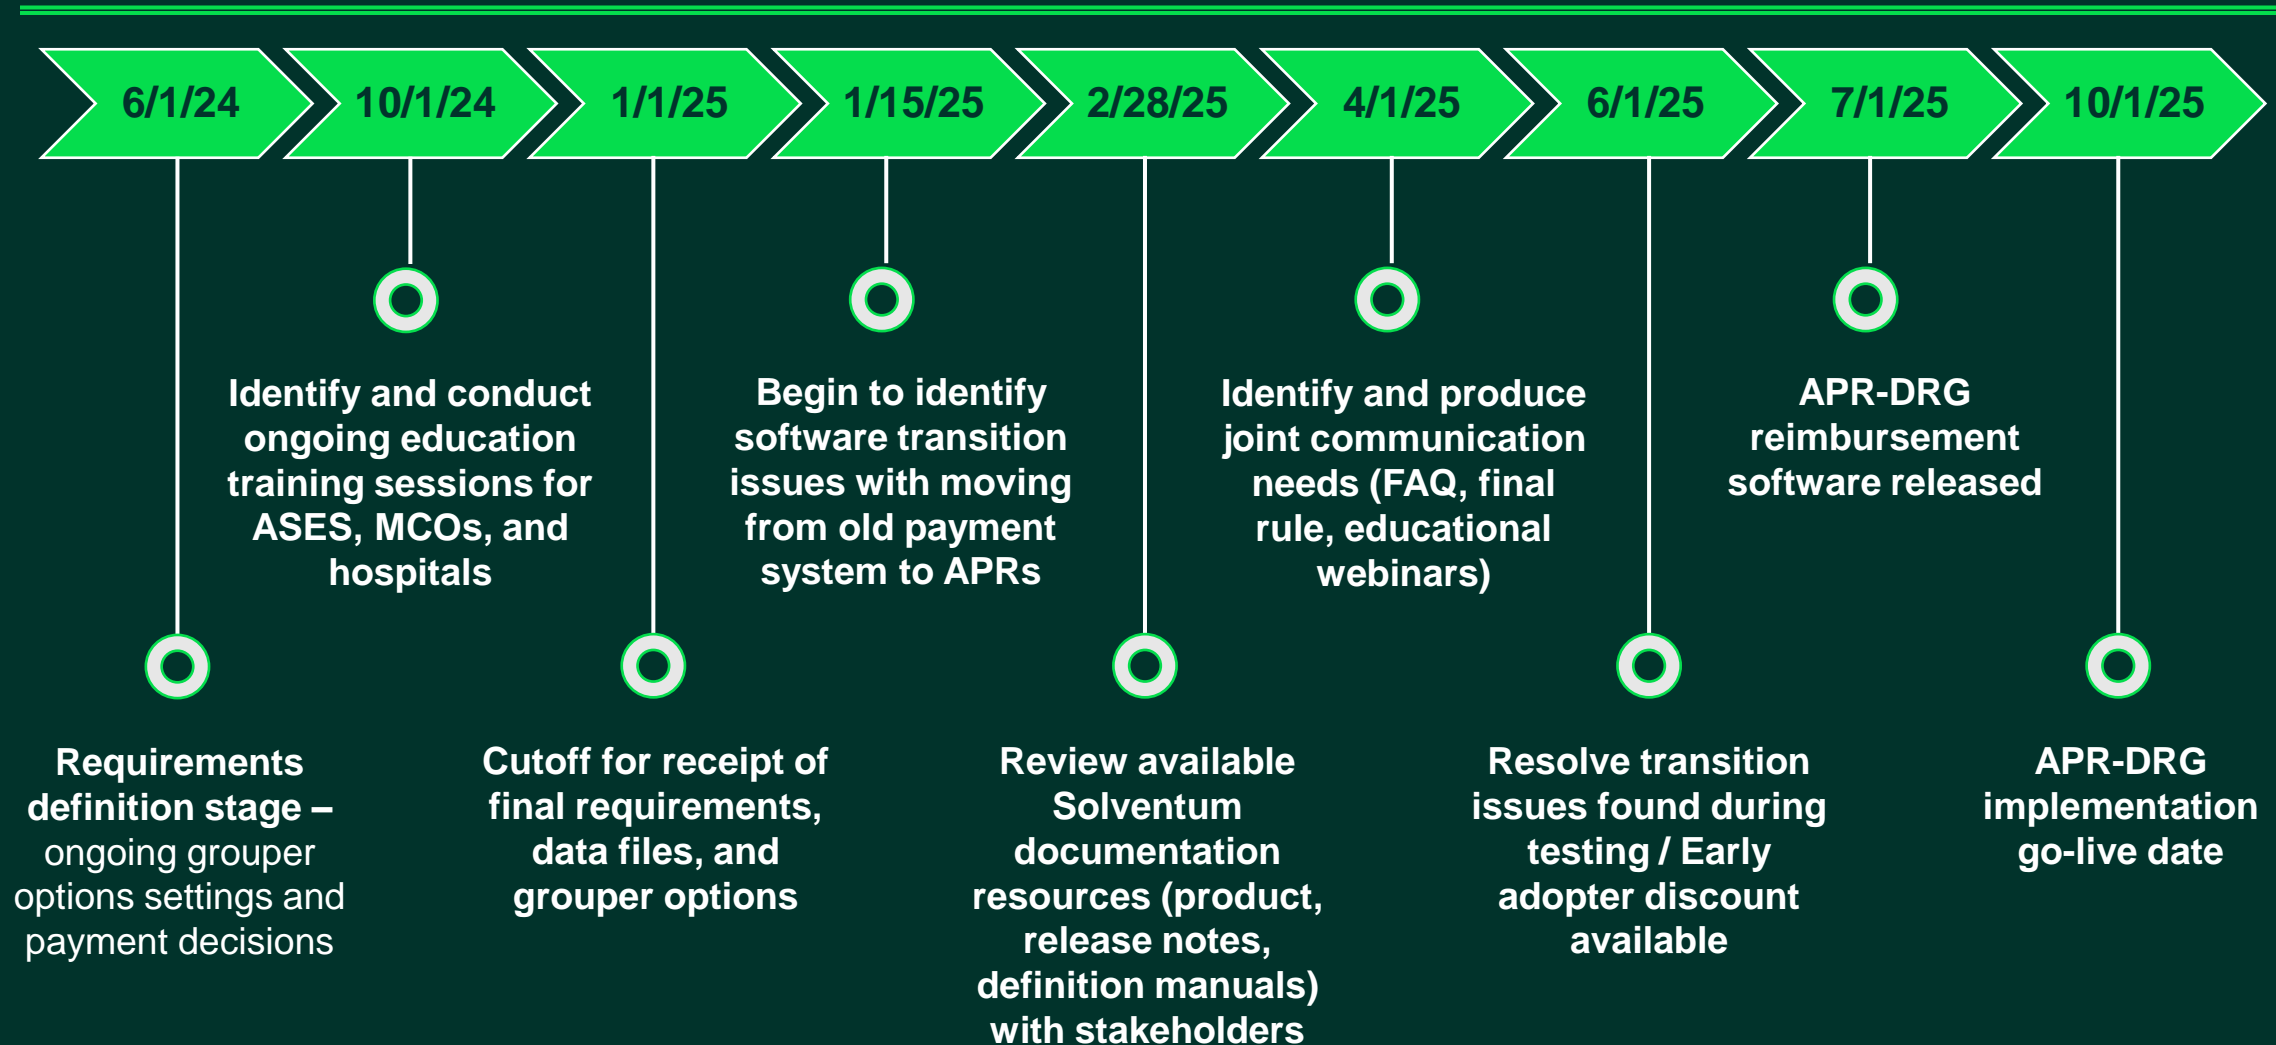 6/1/24
10/1/24
1/1/25
1/15/25
2/28/25
4/1/25
6/1/25
7/1/25
10/1/25
Identify and conduct
ongoing education
training sessions for
ASES, MCOs, and
hospitals
Begin to identify
software transition
issues with moving
from old payment
system to APRs
Identify and produce
joint communication
needs (FAQ, final
rule, educational
webinars)
APR-DRG
reimbursement
software released
Requirements
definition stage –
ongoing grouper
options settings and
payment decisions
Cutoff for receipt of
final requirements,
data files, and
grouper options
Review available
Solventum
documentation
resources (product,
release notes,
definition manuals)
with stakeholders
Resolve transition
issues found during
testing / Early
adopter discount
available
APR-DRG
implementation
go-live date